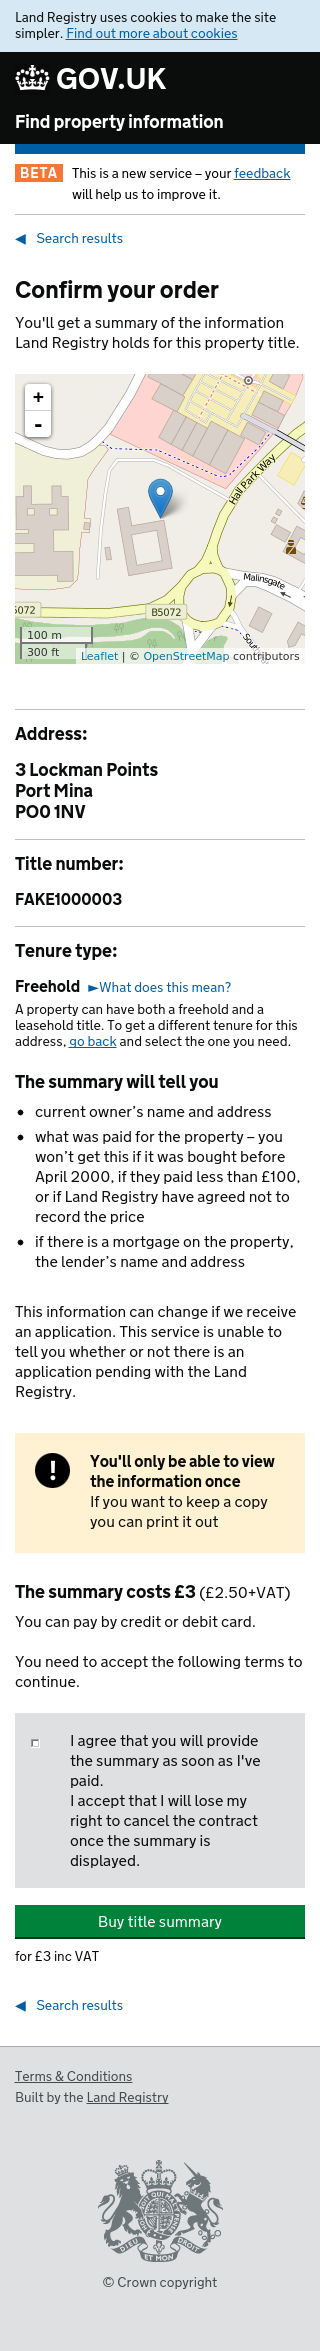 Land Registry uses cookies to make the site
simpler. Find out more about cookies
GOV.UK
Find property information
BETA This is a new service – your feedback
will help us to improve it.
◀ Search results
Confirm your order
You'll get a summary of the information
Land Registry holds for this property title.
+
-
Hall Park Way
Malinsgate
B5072
B5072
100 m
300 ft
Leaflet | © OpenStreetMap contributors
Address:
3 Lockman Points
Port Mina
PO0 1NV
Title number:
FAKE1000003
Tenure type:
Freehold ►What does this mean?
A property can have both a freehold and a
leasehold title. To get a different tenure for this
address, go back and select the one you need.
The summary will tell you
• current owner’s name and address
• what was paid for the property – you
won’t get this if it was bought before
April 2000, if they paid less than £100,
or if Land Registry have agreed not to
record the price
• if there is a mortgage on the property,
the lender’s name and address
This information can change if we receive
an application. This service is unable to
tell you whether or not there is an
application pending with the Land
Registry.
! You'll only be able to view
the information once
If you want to keep a copy
you can print it out
The summary costs £3 (£2.50+VAT)
You can pay by credit or debit card.
You need to accept the following terms to
continue.
I agree that you will provide
the summary as soon as I've
paid.
I accept that I will lose my
right to cancel the contract
once the summary is
displayed.
Buy title summary
for £3 inc VAT
◀ Search results
Terms & Conditions
Built by the Land Registry
DIEU ET MON DROIT
© Crown copyright